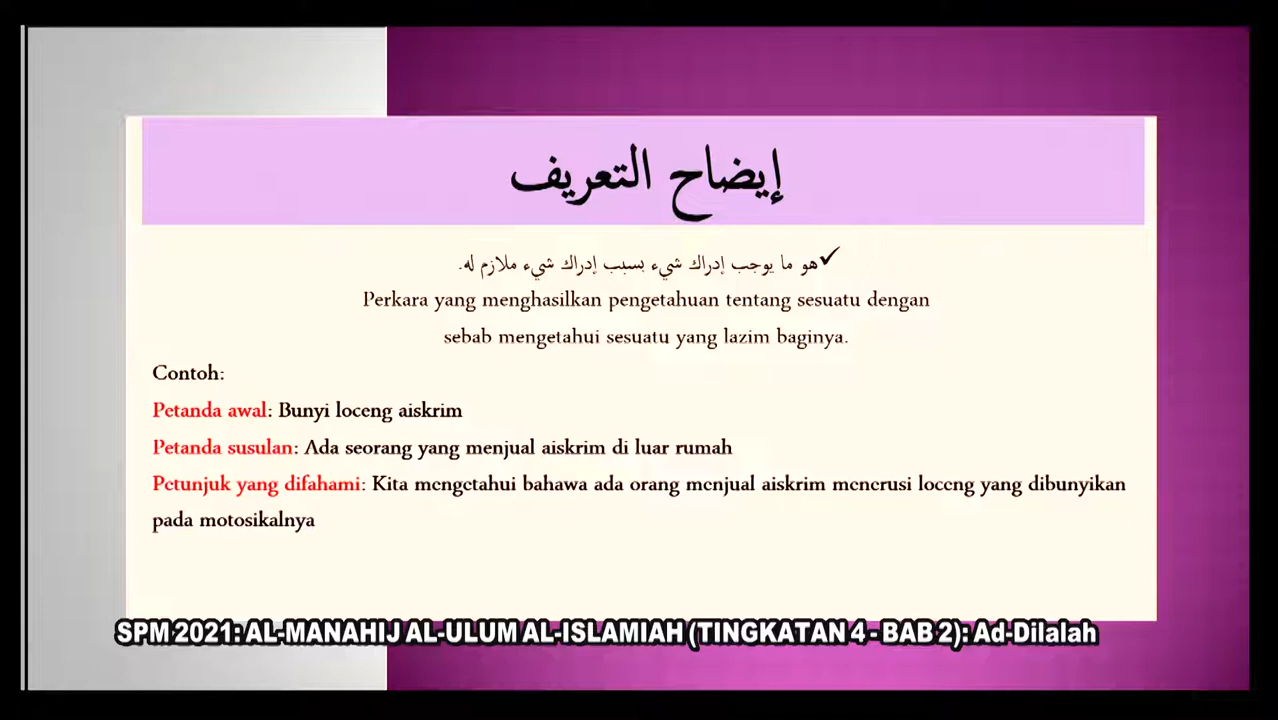 إيضاح التعريف
✓هو ما يوجب إدراك شيء بسبب إدراك شيء ملازم له.
Perkara yang menghasilkan pengetahuan tentang sesuatu dengan
sebab mengetahui sesuatu yang lazim baginya.
Contoh:
Petanda awal: Bunyi loceng aiskrim
Petanda susulan: Ada seorang yang menjual aiskrim di luar rumah
Petunjuk yang difahami: Kita mengetahui bahawa ada orang menjual aiskrim menerusi loceng yang dibunyikan
pada motosikalnya
SPM 2021: AL-MANAHIJ AL-ULUM AL-ISLAMIAH (TINGKATAN 4 - BAB 2): Ad-Dilalah